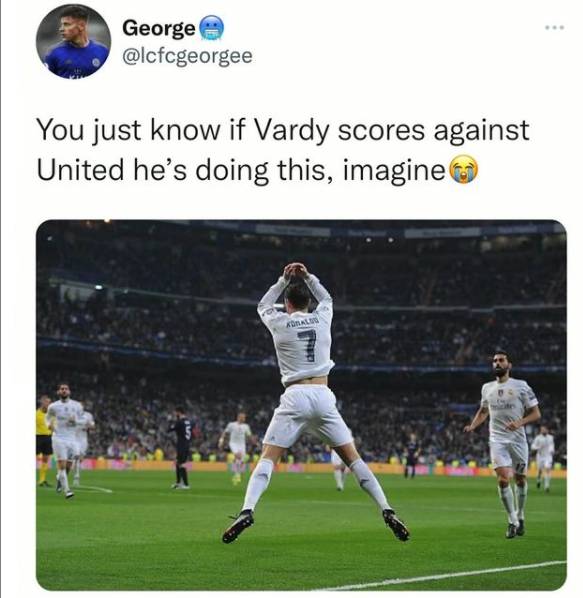 George🥶
@lcfcgeorgee
You just know if Vardy scores against
United he’s doing this, imagine😭
RONALDO
7